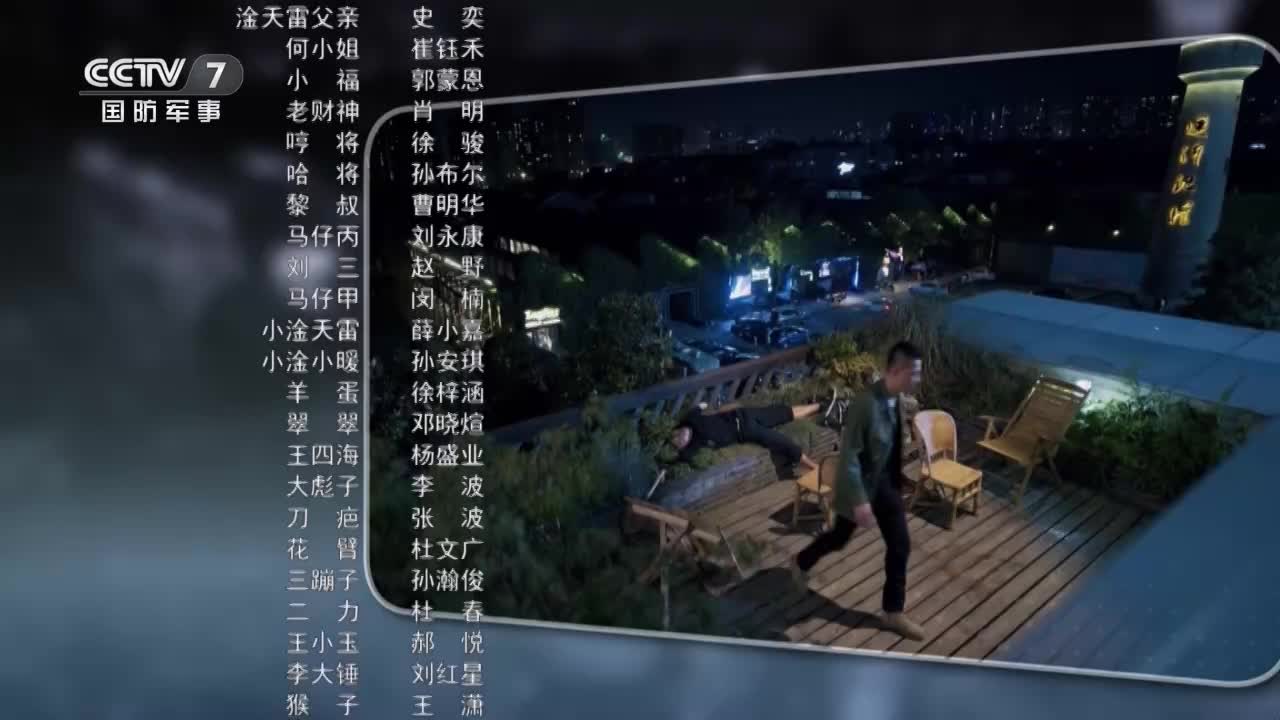 CCTV 7
国防军事
淦天雷父亲 史奕
何小姐 崔钰禾
小福 郭蒙恩
老财神 肖明
哼将 徐骏
哈将 孙布尔
黎叔 曹明华
马仔丙 刘永康
刘三 赵野
马仔甲 闵楠
小淦天雷 薛小嘉
小淦小暖 孙安琪
羊蛋 徐梓涵
翠翠 邓晓煊
王四海 杨盛业
大彪子 李波
刀疤 张波
花臂 杜文广
三蹦子 孙瀚俊
二力 杜春
王小玉 郝悦
李大锤 刘红星
猴子 王潇